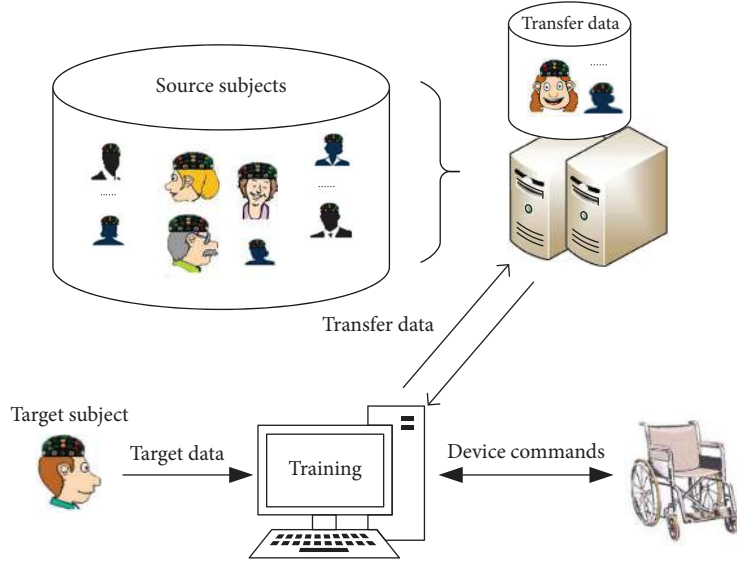 Transfer data
......
Source subjects
......
......
Transfer data
Target subject
Target data
Training
Device commands